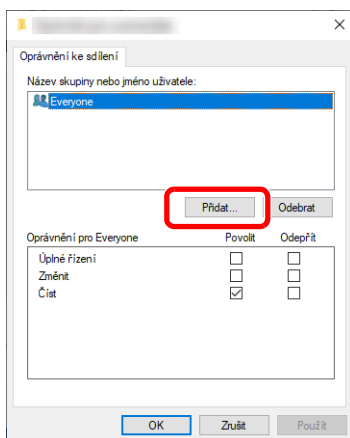 Oprávnění ke sdílení
Název skupiny nebo jméno uživatele:
Everyone
Přidat... Odebrat
Oprávnění pro Everyone Povolit Odepřít
Úplné řízení
Změnit
Číst
OK Zrušit Použít